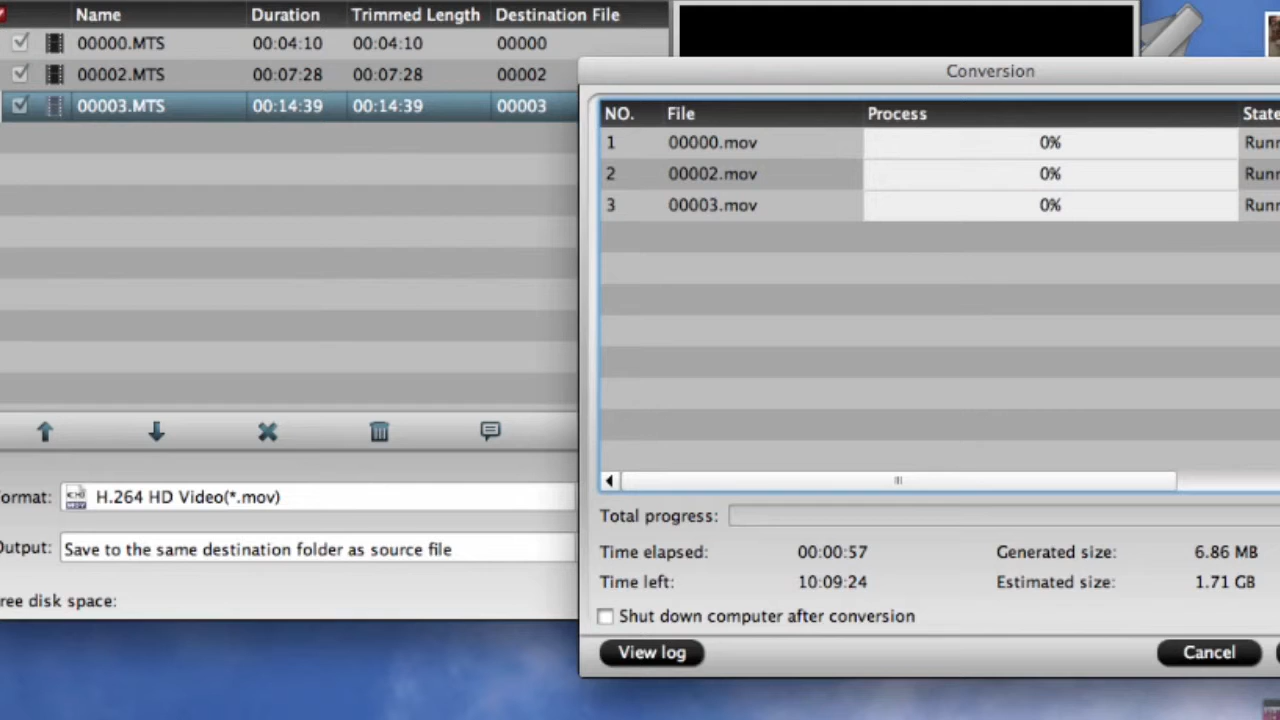 Name Duration Trimmed Length Destination File
00000.MTS 00:04:10 00:04:10 00000
00002.MTS 00:07:28 00:07:28 00002
00003.MTS 00:14:39 00:14:39 00003
ormat: H.264 HD Video(*.mov)
Output: Save to the same destination folder as source file
ree disk space:
Conversion
NO. File Process State
1 00000.mov 0% Runn
2 00002.mov 0% Runn
3 00003.mov 0% Runn
Total progress:
Time elapsed: 00:00:57 Generated size: 6.86 MB
Time left: 10:09:24 Estimated size: 1.71 GB
Shut down computer after conversion
View log Cancel